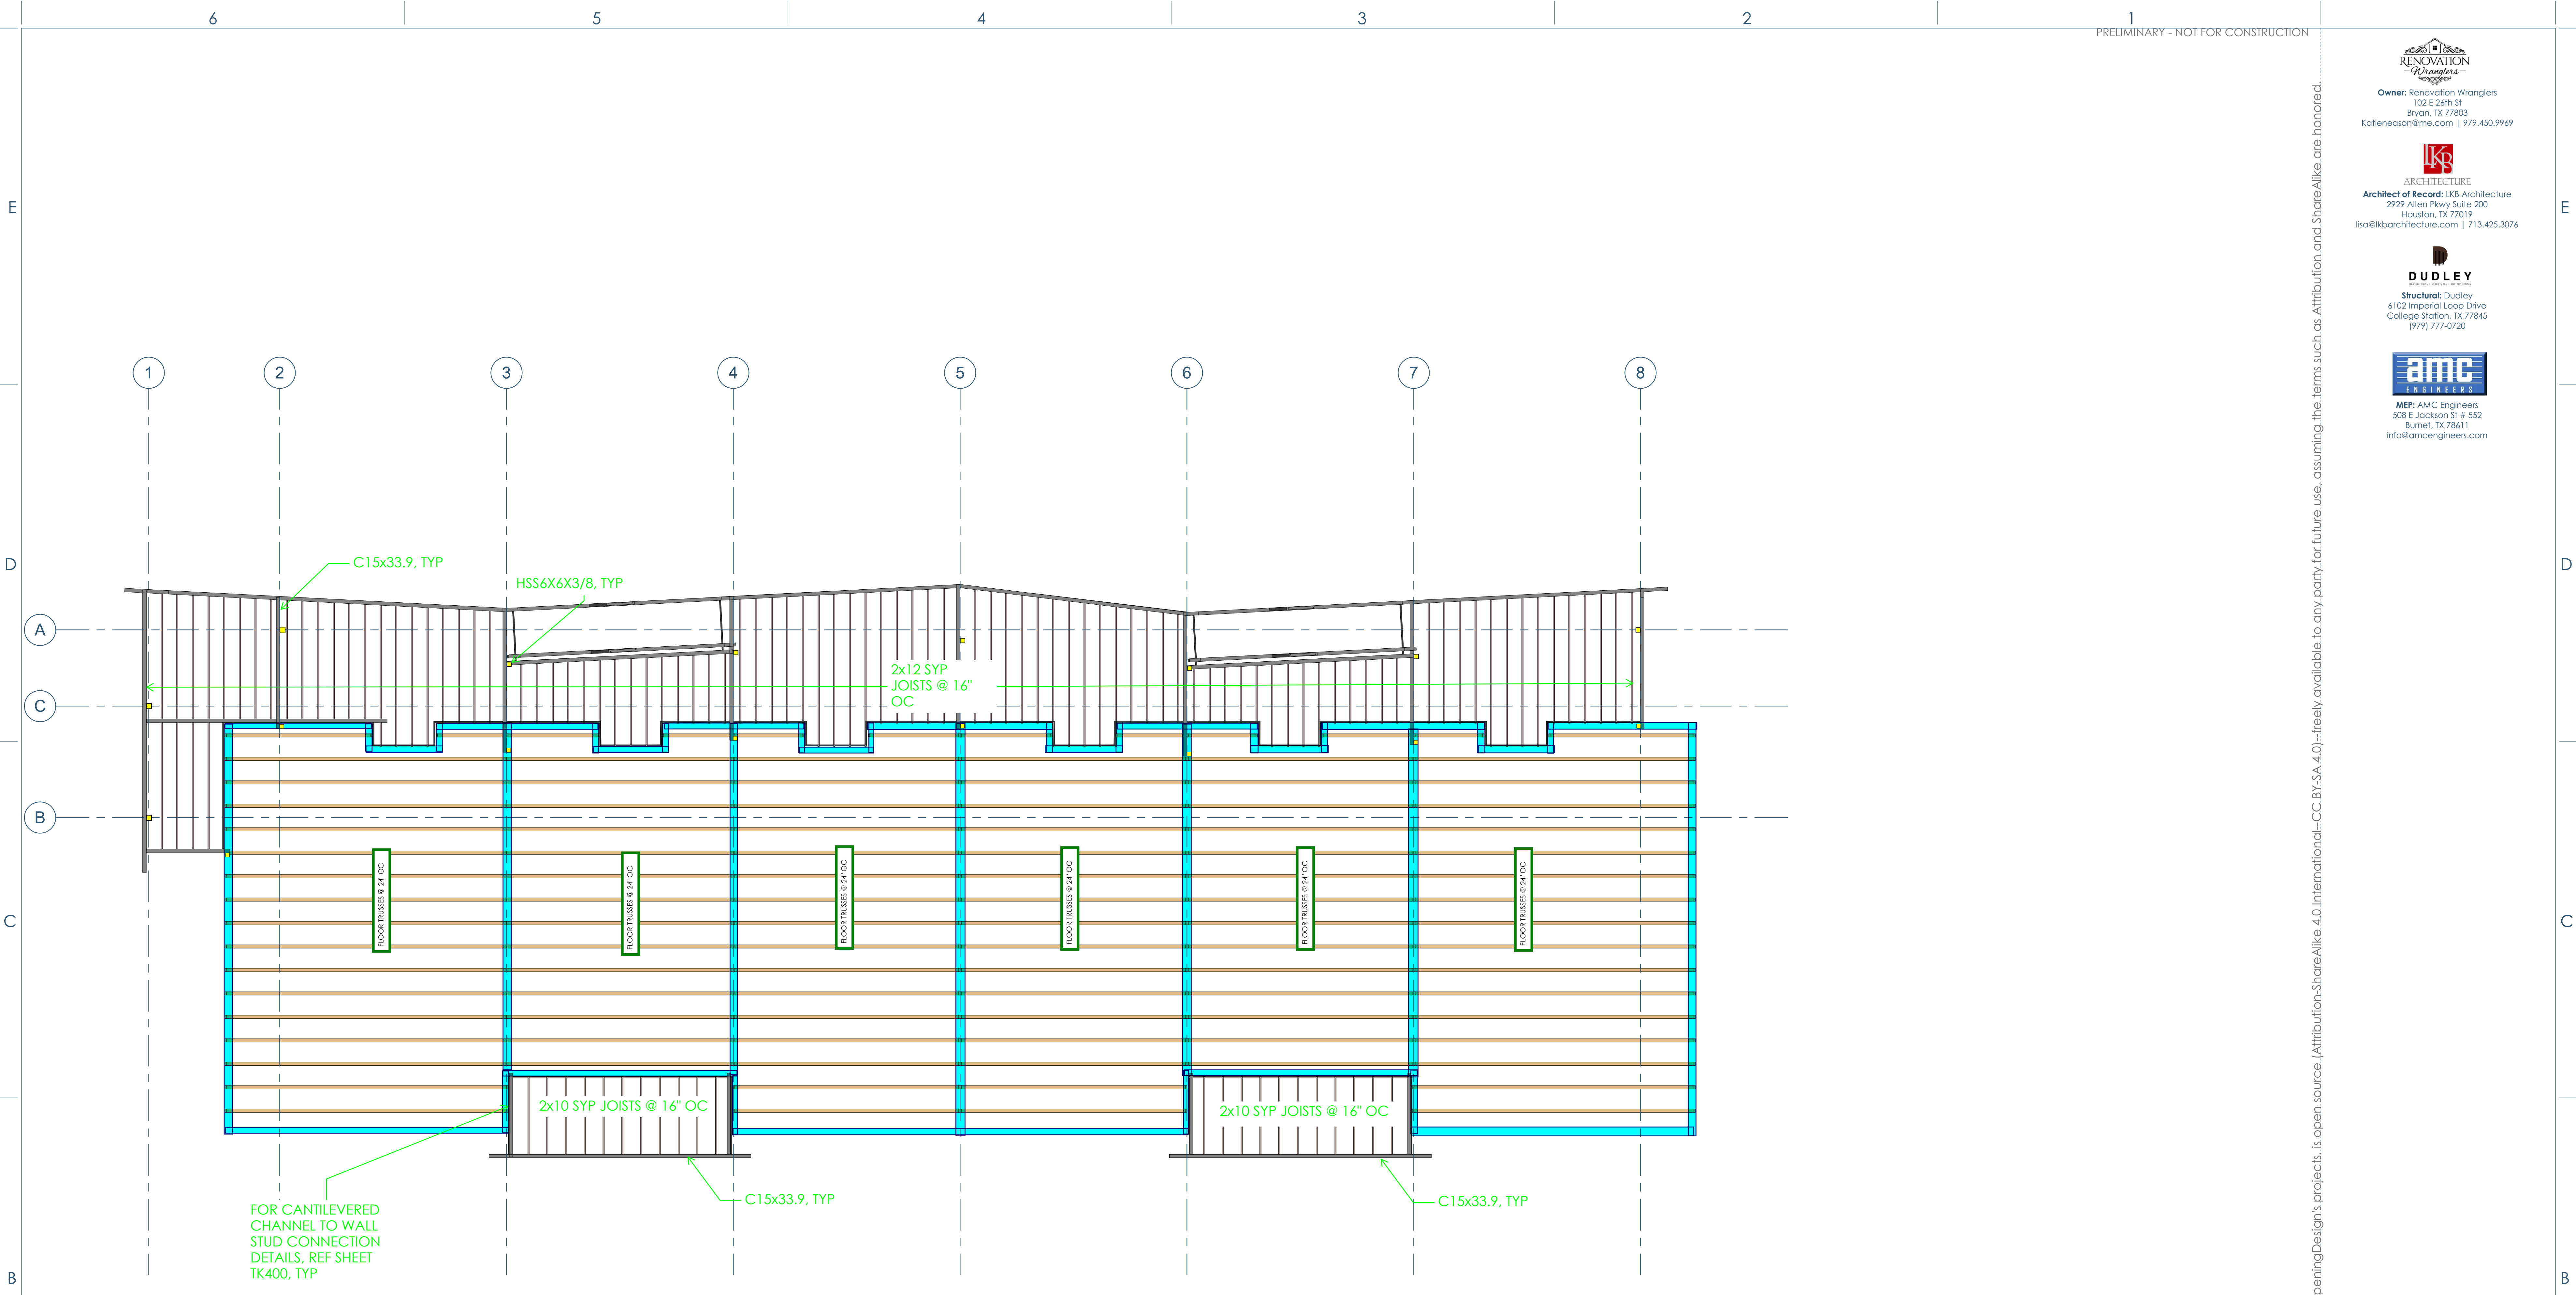 6 5 4 3 2 1
PRELIMINARY - NOT FOR CONSTRUCTION
RENOVATION
Wranglers
Owner: Renovation Wranglers
102 E 26th St
Bryan, TX 77803
Katieneason@me.com | 979.450.9969
LKB
ARCHITECTURE
Architect of Record: LKB Architecture
2929 Allen Pkwy Suite 200
Houston, TX 77019
lisa@lkbarchitecture.com | 713.425.3076
D
DUDLEY
Structural: Dudley
6102 Imperial Loop Drive
College Station, TX 77845
(979) 777-0720
amc
ENGINEERS
MEP: AMC Engineers
508 E Jackson St # 552
Burnet, TX 78611
info@amcengineers.com
peningDesign's projects, is open source (Attribution-ShareAlike 4.0 International - CC BY-SA 4.0) - freely available to any party for future use, assuming the terms such as Attribution and ShareAlike are honored.
E
E
1 2 3 4 5 6 7 8
D
D
C15x33.9, TYP
HSS6X6X3/8, TYP
A
2x12 SYP
JOISTS @ 16"
OC
C
B
FLOOR TRUSSES @ 24" OC
FLOOR TRUSSES @ 24" OC
FLOOR TRUSSES @ 24" OC
FLOOR TRUSSES @ 24" OC
FLOOR TRUSSES @ 24" OC
FLOOR TRUSSES @ 24" OC
C
C
2x10 SYP JOISTS @ 16" OC
2x10 SYP JOISTS @ 16" OC
C15x33.9, TYP
C15x33.9, TYP
FOR CANTILEVERED
CHANNEL TO WALL
STUD CONNECTION
DETAILS, REF SHEET
TK400, TYP
B
B